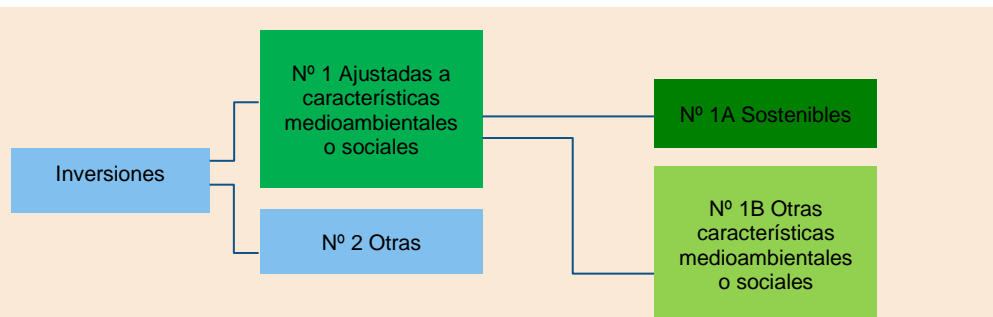 Inversiones
Nº 1 Ajustadas a
características
medioambientales
o sociales
Nº 2 Otras
Nº 1A Sostenibles
Nº 1B Otras
características
medioambientales
o sociales